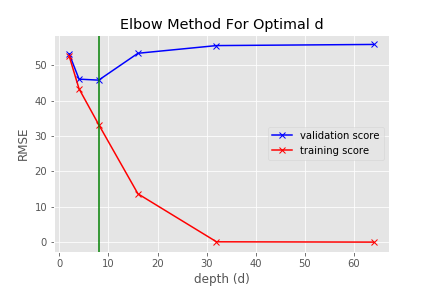 Elbow Method For Optimal d
50
40
30
20
10
0
RMSE
validation score
training score
0 10 20 30 40 50 60
depth (d)